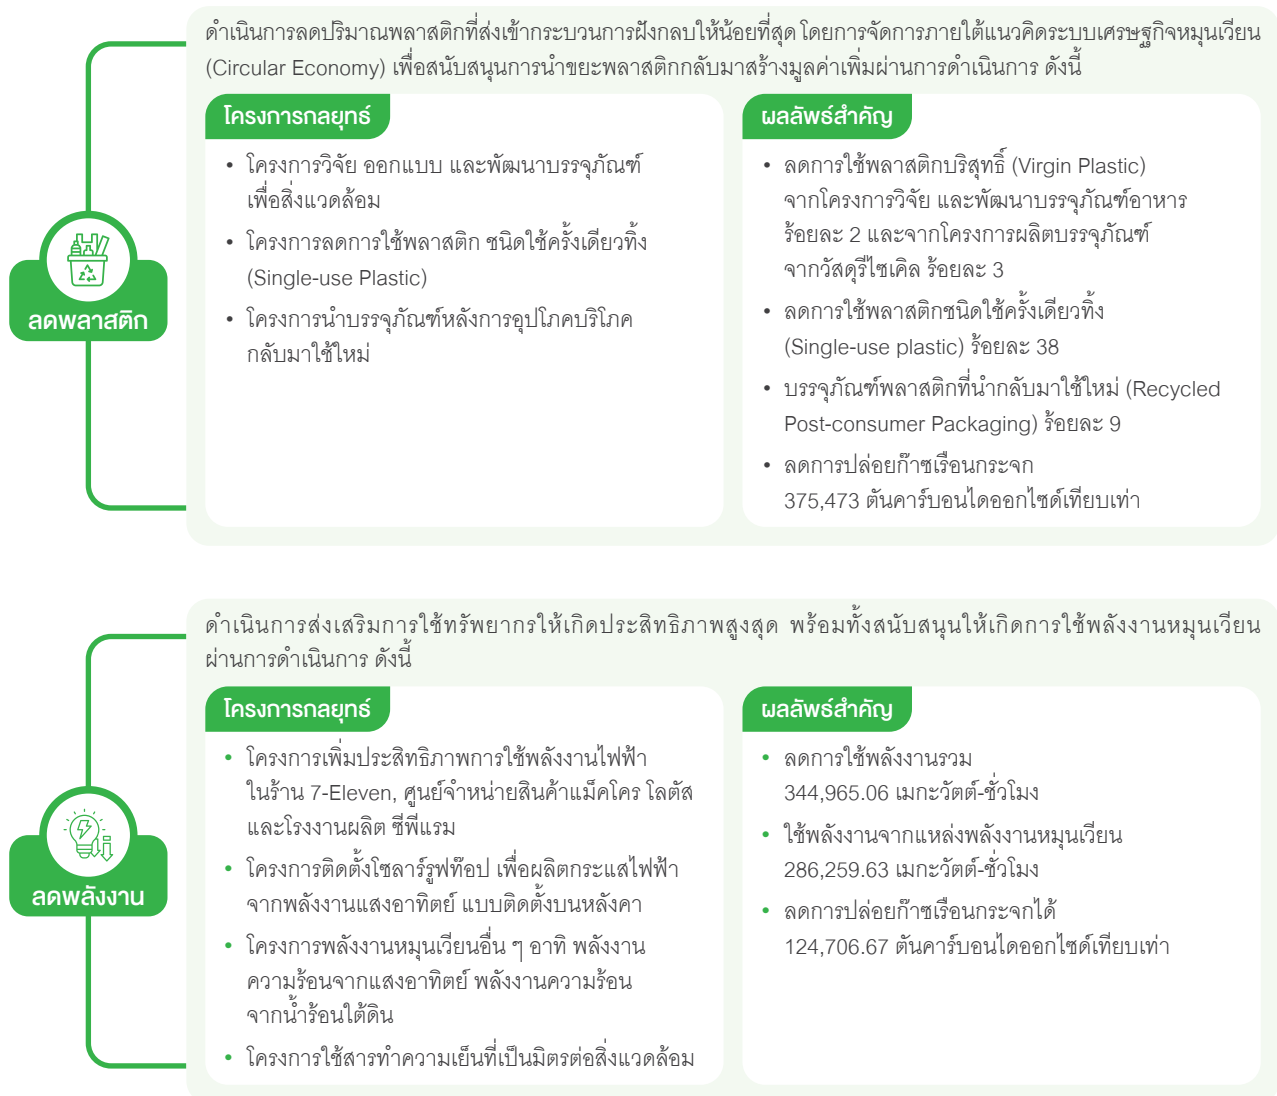 ดำเนินการลดปริมาณพลาสติกที่ส่งเข้ากระบวนการฝังกลบให้น้อยที่สุด โดยการจัดการภายใต้แนวคิดระบบเศรษฐกิจหมุนเวียน
(Circular Economy) เพื่อสนับสนุนการนำขยะพลาสติกกลับมาสร้างมูลค่าเพิ่มผ่านการดำเนินการ ดังนี้
ลดพลาสติก
โครงการกลยุทธ์
• โครงการวิจัย ออกแบบ และพัฒนาบรรจุภัณฑ์
เพื่อสิ่งแวดล้อม
• โครงการลดการใช้พลาสติก ชนิดใช้ครั้งเดียวทิ้ง
(Single-use Plastic)
• โครงการนำบรรจุภัณฑ์หลังการอุปโภคบริโภค
กลับมาใช้ใหม่
ผลลัพธ์สำคัญ
• ลดการใช้พลาสติกบริสุทธิ์ (Virgin Plastic)
จากโครงการวิจัย และพัฒนาบรรจุภัณฑ์อาหาร
ร้อยละ 2 และจากโครงการผลิตบรรจุภัณฑ์
จากวัสดุรีไซเคิล ร้อยละ 3
• ลดการใช้พลาสติกชนิดใช้ครั้งเดียวทิ้ง
(Single-use plastic) ร้อยละ 38
• บรรจุภัณฑ์พลาสติกที่นำกลับมาใช้ใหม่ (Recycled
Post-consumer Packaging) ร้อยละ 9
• ลดการปล่อยก๊าซเรือนกระจก
375,473 ตันคาร์บอนไดออกไซด์เทียบเท่า
ดำเนินการส่งเสริมการใช้ทรัพยากรให้เกิดประสิทธิภาพสูงสุด พร้อมทั้งสนับสนุนให้เกิดการใช้พลังงานหมุนเวียน
ผ่านการดำเนินการ ดังนี้
ลดพลังงาน
โครงการกลยุทธ์
• โครงการเพิ่มประสิทธิภาพการใช้พลังงานไฟฟ้า
ในร้าน 7-Eleven, ศูนย์จำหน่ายสินค้าแม็คโคร โลตัส
และโรงงานผลิต ซีพีแรม
• โครงการติดตั้งโซลาร์รูฟท๊อป เพื่อผลิตกระแสไฟฟ้า
จากพลังงานแสงอาทิตย์ แบบติดตั้งบนหลังคา
• โครงการพลังงานหมุนเวียนอื่น ๆ อาทิ พลังงาน
ความร้อนจากแสงอาทิตย์ พลังงานความร้อน
จากน้ำร้อนใต้ดิน
• โครงการใช้สารทำความเย็นที่เป็นมิตรต่อสิ่งแวดล้อม
ผลลัพธ์สำคัญ
• ลดการใช้พลังงานรวม
344,965.06 เมกะวัตต์-ชั่วโมง
• ใช้พลังงานจากแหล่งพลังงานหมุนเวียน
286,259.63 เมกะวัตต์-ชั่วโมง
• ลดการปล่อยก๊าซเรือนกระจกได้
124,706.67 ตันคาร์บอนไดออกไซด์เทียบเท่า